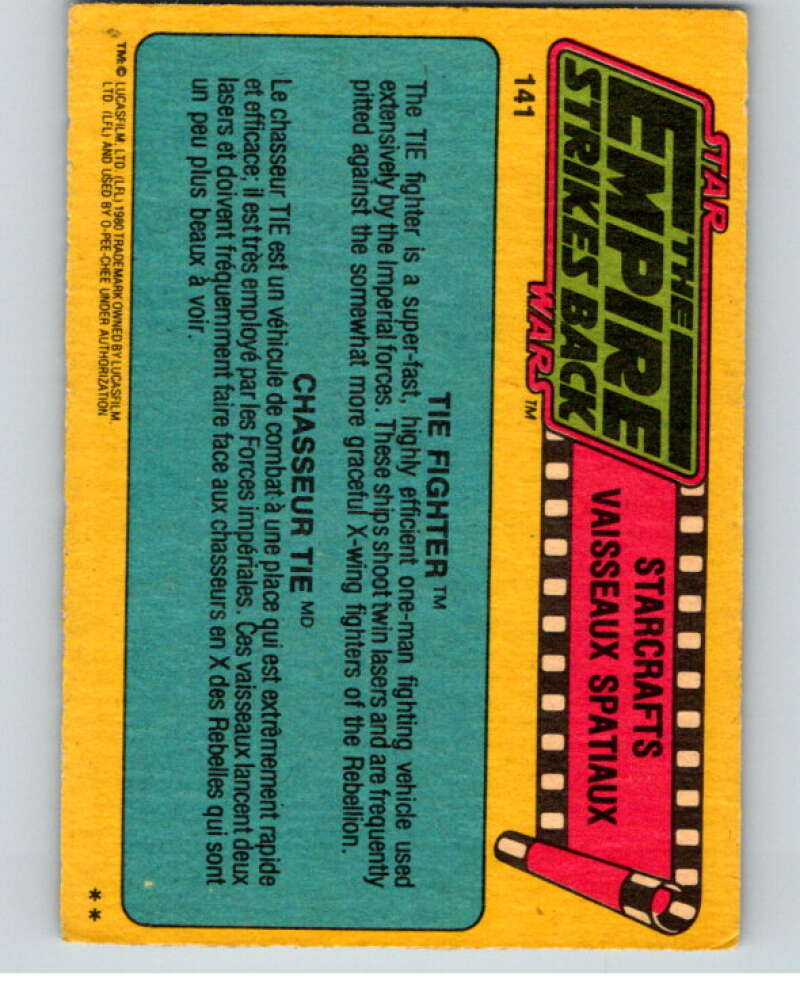 STAR
THE
EMPIRE
STRIKES BACK
WARS™
STARCRAFTS
VAISSEAUX SPATIAUX
141
TIE FIGHTER™
The TIE fighter is a super-fast, highly efficient one-man fighting vehicle used
extensively by the Imperial forces. These ships shoot twin lasers and are frequently
pitted against the somewhat more graceful X-wing fighters of the Rebellion.
CHASSEUR TIE MD
Le chasseur TIE est un véhicule de combat à une place qui est extrêmement rapide
et efficace; il est très employé par les Forces impériales. Ces vaisseaux lancent deux
lasers et doivent fréquemment faire face aux chasseurs en X des Rebelles qui sont
un peu plus beaux à voir.
TM: © LUCASFILM, LTD. (LFL) 1980 TRADEMARK OWNED BY LUCASFILM,
LTD. (LFL) AND USED BY O-PEE-CHEE UNDER AUTHORIZATION
**